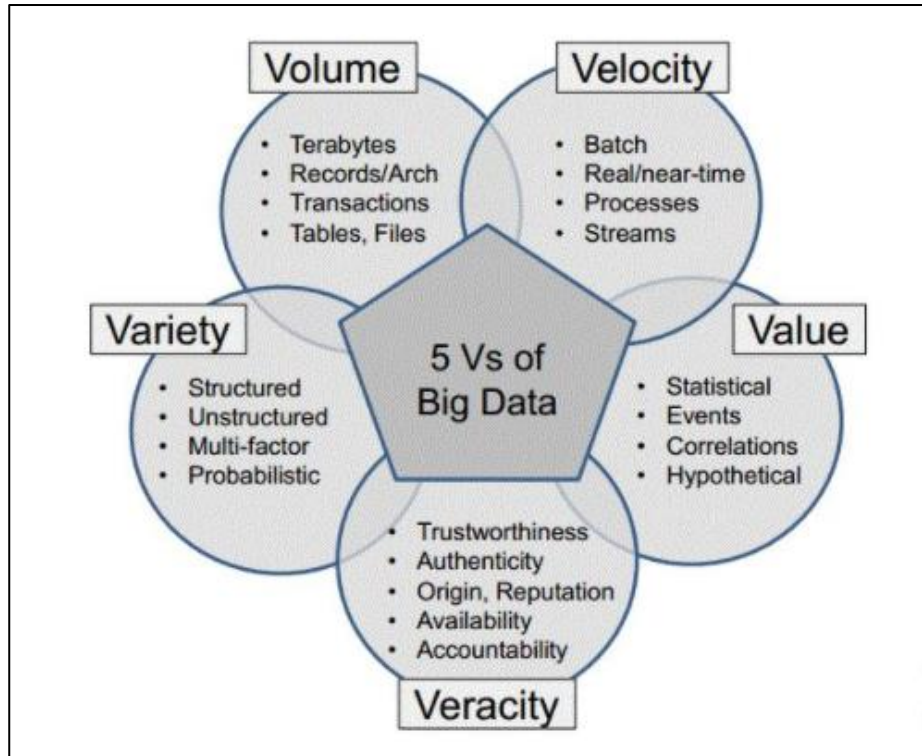 Volume
• Terabytes
• Records/Arch
• Transactions
• Tables, Files
Velocity
• Batch
• Real/near-time
• Processes
• Streams
Variety
• Structured
• Unstructured
• Multi-factor
• Probabilistic
5 Vs of
Big Data
Value
• Statistical
• Events
• Correlations
• Hypothetical
• Trustworthiness
• Authenticity
• Origin, Reputation
• Availability
• Accountability
Veracity